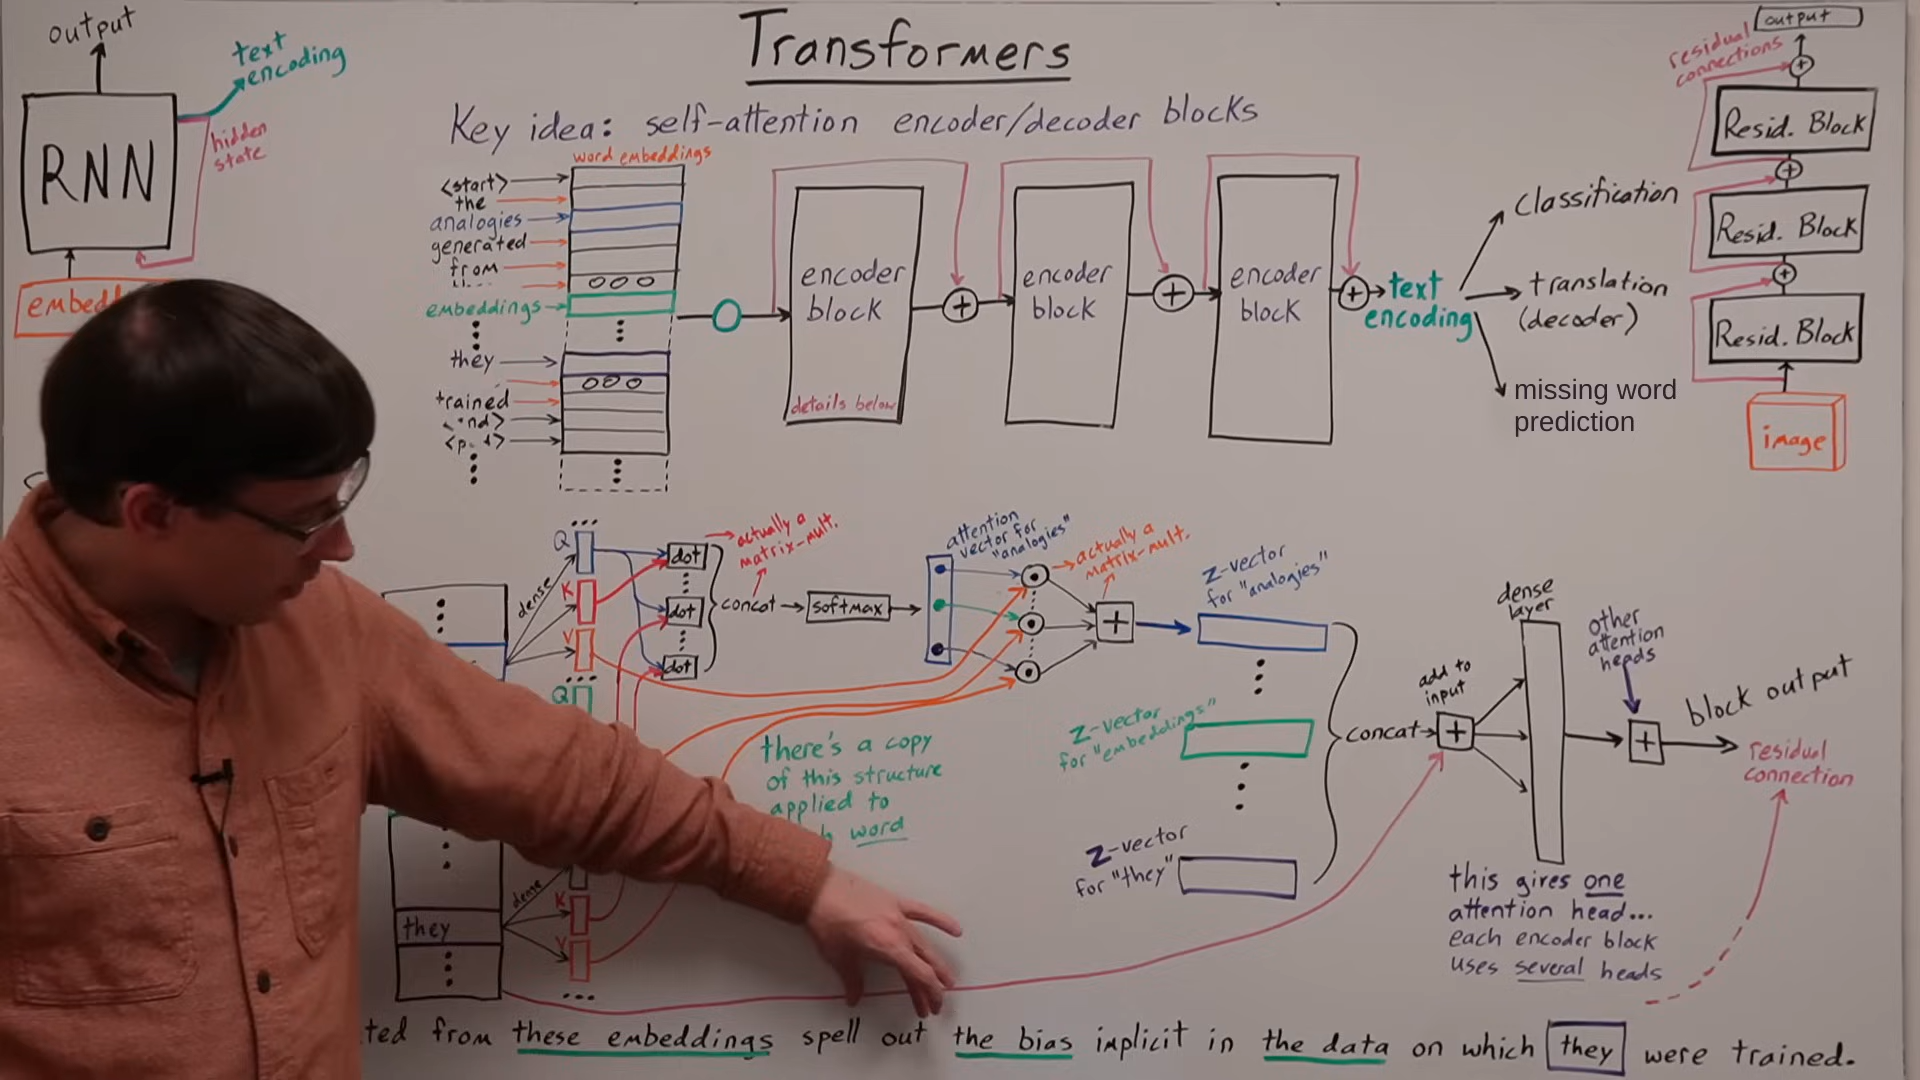 Transformers
Key idea: self-attention encoder/decoder blocks
output
text
encoding
hidden
state
RNN
word embeddings
<start>
the
analogies
generated
from
embeddings
they
trained
encoder
block
details below
encoder
block
encoder
block
text
encoding
classification
translation
(decoder)
missing word
prediction
output
residual
connections
Resid. Block
Resid. Block
Resid. Block
image
Q
K
V
dense
dot
dot
dot
actually a
matrix-mult.
concat
softmax
attention
vector for
"analogies"
actually a
matrix-mult.
z-vector
for "analogies"
Q
there's a copy
of this structure
applied to
word
z-vector
for "embeddings"
z-vector
for "they"
concat
add to
input
dense
layer
other
attention
heads
block output
residual
connection
this gires one
attention head...
each encoder block
uses several heads
they
dense
K
V
from these embeddings spell out the bias implicit in the data on which they were trained.